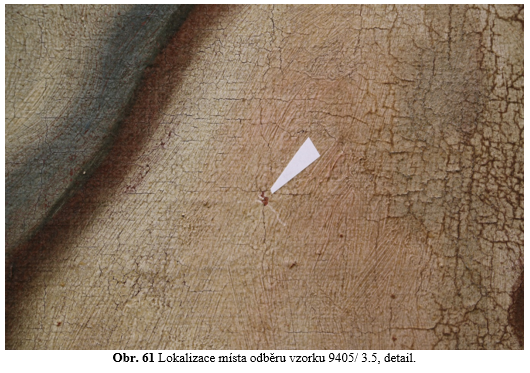 Obr. 61 Lokalizace místa odběru vzorku 9405/ 3.5, detail.